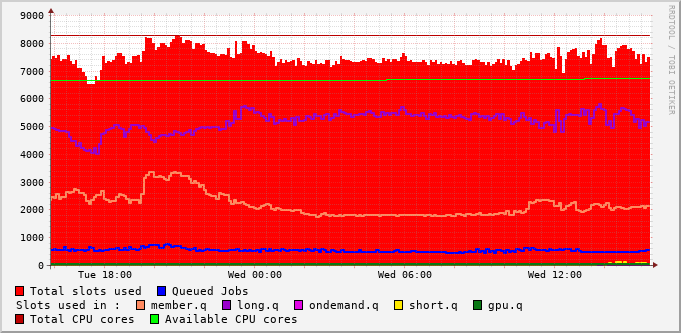 RRDTOOL / TOBI OETIKER
9000
8000
7000
6000
5000
4000
3000
2000
1000
0
Tue 18:00 Wed 00:00 Wed 06:00 Wed 12:00
Total slots used Queued Jobs
Slots used in : member.q long.q ondemand.q short.q gpu.q
Total CPU cores Available CPU cores